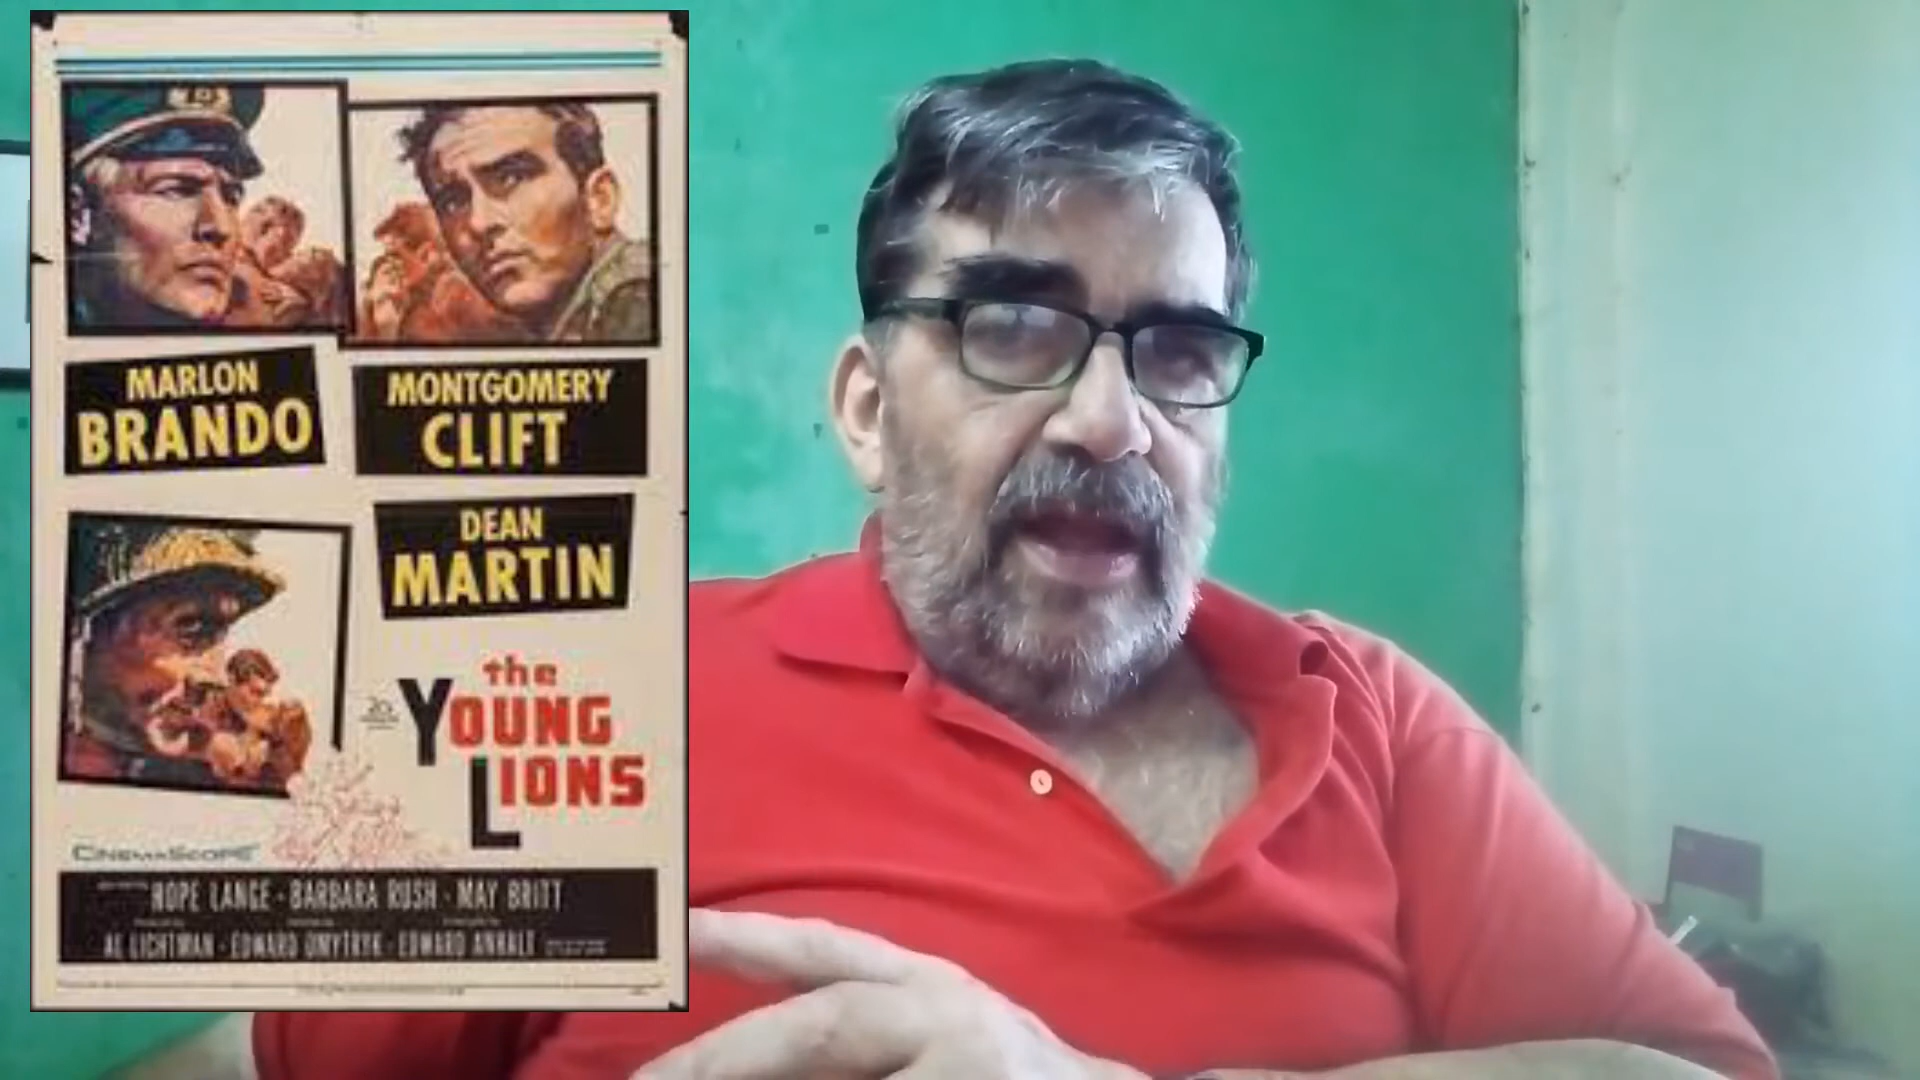 MARLON
BRANDO
MONTGOMERY
CLIFT
DEAN
MARTIN
the
YOUNG
LIONS
CINEMASCOPE
HOPE LANGE - BARBARA RUSH - MAY BRITT
AL LICHTMAN - EDWARD DMYTRYK - EDWARD ANHALT